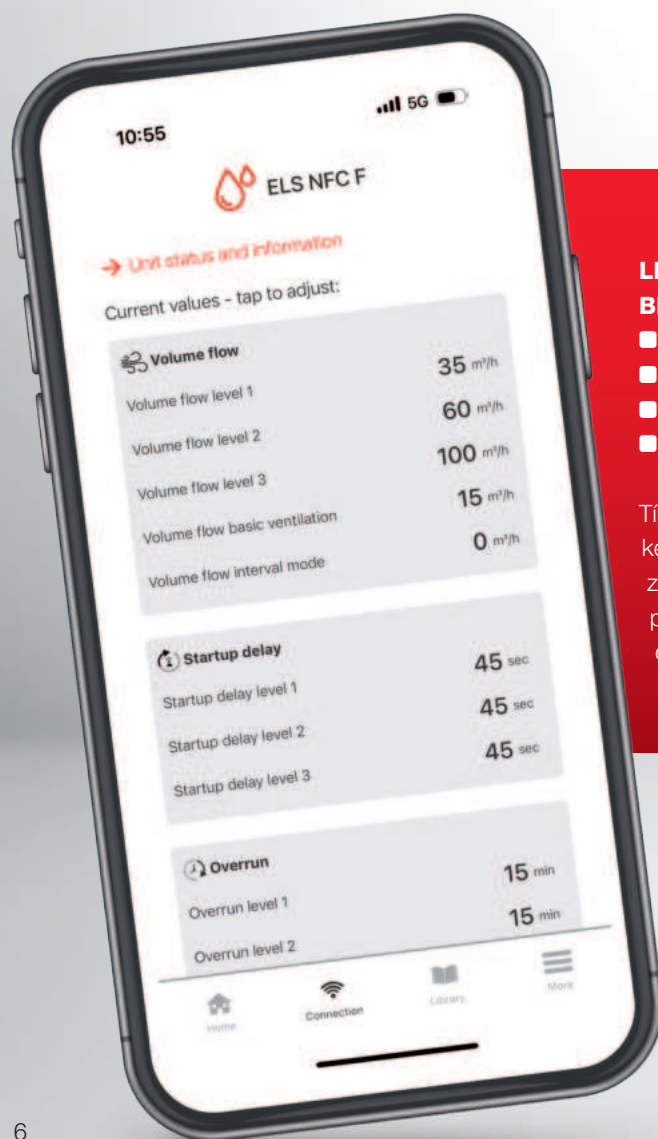 10:55
5G
ELS NFC F
→ Unit status and information
Current values - tap to adjust:
Volume flow
Volume flow level 1 35 m³/h
Volume flow level 2 60 m³/h
Volume flow level 3 100 m³/h
Volume flow basic ventilation 15 m³/h
Volume flow interval mode 0 m³/h
Startup delay
Startup delay level 1 45 sec
Startup delay level 2 45 sec
Startup delay level 3 45 sec
Overrun
Overrun level 1 15 min
Overrun level 2 15 min
Home Connection Library More
6